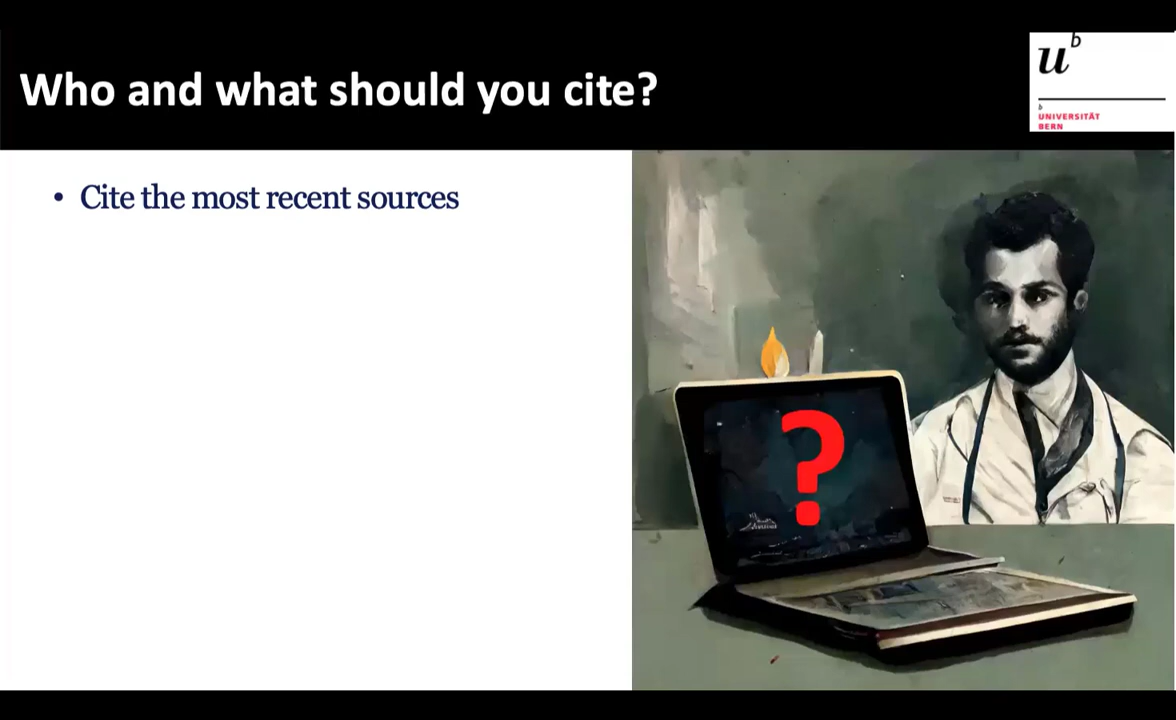 Who and what should you cite?
u
b
b
UNIVERSITÄT
BERN
• Cite the most recent sources
?